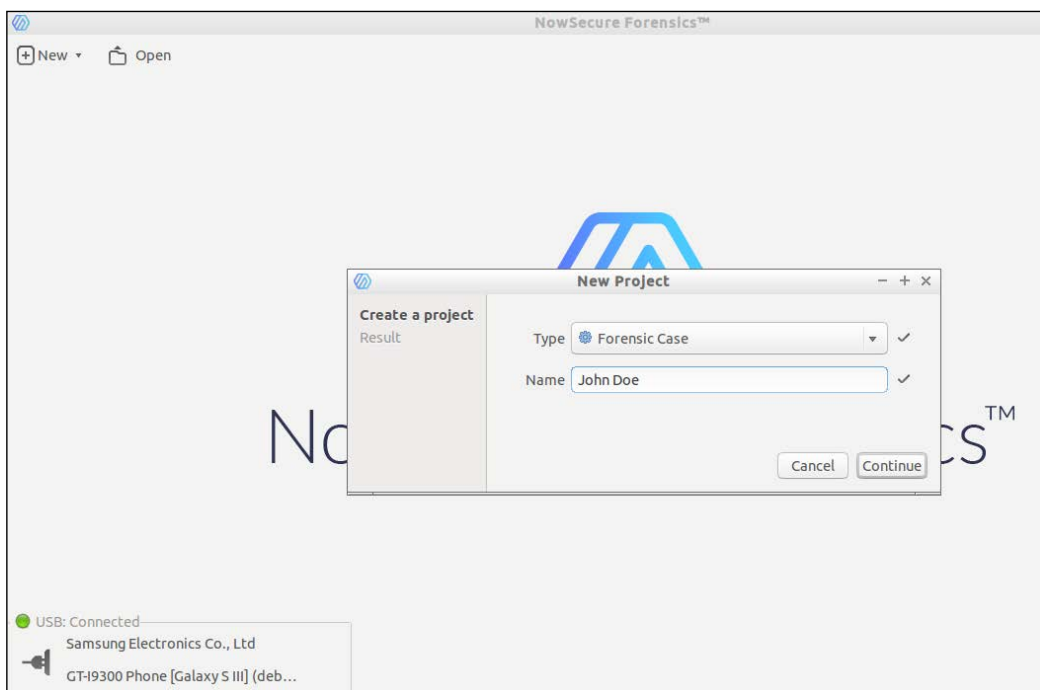 NowSecure Forensics™
New Open
New Project
Create a project
Result
Type Forensic Case
Name John Doe
No cs™
Cancel Continue
USB: Connected
Samsung Electronics Co., Ltd
GT-I9300 Phone [Galaxy S III] (deb...